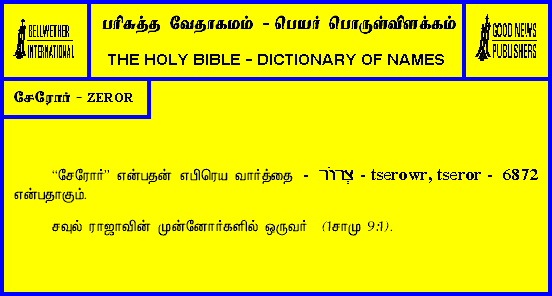 BELLWETHER
INTERNATIONAL
பரிசுத்த வேதாகமம் - பெயர் பொருள்விளக்கம்
THE HOLY BIBLE - DICTIONARY OF NAMES
GOOD NEWS
PUBLISHERS
சேரோர் - ZEROR
“சேரோர்” என்பதன் எபிரெய வார்த்தை - צְרוֹר - tserowr, tseror - 6872
என்பதாகும்.
சவுல் ராஜாவின் முன்னோர்களில் ஒருவர் (1சாமு 9:1).